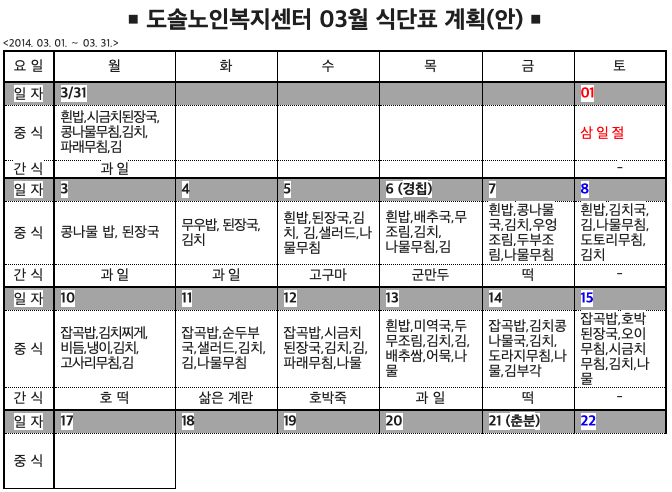 ▪ 도솔노인복지센터 03월 식단표 계획(안) ▪
<2014. 03. 01. ~ 03. 31.>
요 일 월 화 수 목 금 토
일 자 3/31 01
중 식 흰밥,시금치된장국, 삼 일 절
콩나물무침,김치,
파래무침,김
간 식 과 일 -
일 자 3 4 5 6 (경칩) 7 8
중 식
콩나물 밥, 된장국
무우밥, 된장국,
김치
흰밥,된장국,김
치, 김,샐러드,나
물무침
흰밥,배추국,무
조림,김치,
나물무침,김
흰밥,콩나물
국,김치,우엉
조림,두부조
림,나물무침
흰밥,김치국,
김,나물무침,
도토리무침,
김치
간 식 과 일 과 일 고구마 군만두 떡 -
일 자 10 11 12 13 14 15
중 식
잡곡밥,김치찌게,
비듬,냉이,김치,
고사리무침,김
잡곡밥,순두부
국,샐러드,김치,
김,나물무침
잡곡밥,시금치
된장국,김치,김,
파래무침,나물
흰밥,미역국,두
무조림,김치,김,
배추쌈,어묵,나
물
잡곡밥,김치콩
나물국,김치,
도라지무침,나
물,김부각
잡곡밥,호박
된장국,오이
무침,시금치
무침,김치,나
물
간 식 호 떡 삶은 계란 호박죽 과 일 떡 -
일 자 17 18 19 20 21 (춘분) 22
중 식